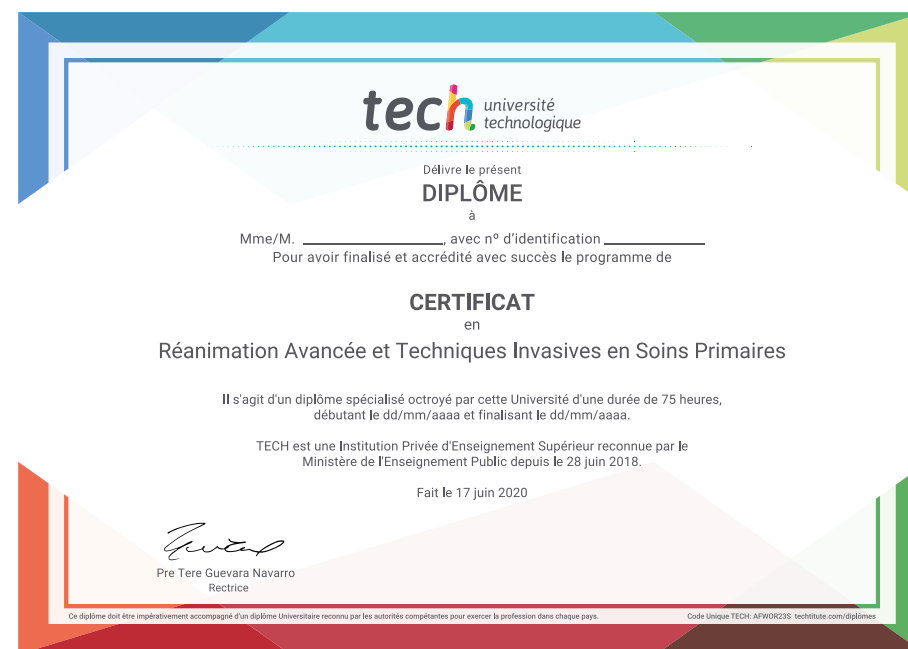 tech université
technologique
Délivre le présent
DIPLÔME
à
Mme/M. ____________________, avec nº d'identification ______________
Pour avoir finalisé et accrédité avec succès le programme de
CERTIFICAT
en
Réanimation Avancée et Techniques Invasives en Soins Primaires
Il s'agit d'un diplôme spécialisé octroyé par cette Université d'une durée de 75 heures,
débutant le dd/mm/aaaa et finalisant le dd/mm/aaaa.
TECH est une Institution Privée d'Enseignement Supérieur reconnue par le
Ministère de l'Enseignement Public depuis le 28 juin 2018.
Fait le 17 juin 2020
Pre Tere Guevara Navarro
Rectrice
Ce diplôme doit être impérativement accompagné d'un diplôme Universitaire reconnu par les autorités compétentes pour exercer la profession dans chaque pays.
Code Unique TECH: AFWOR23S techtitute.com/diplômes